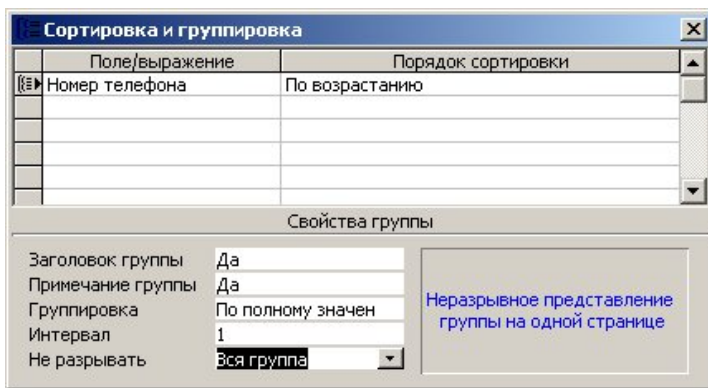 Сортировка и группировка
Поле/выражение Порядок сортировки
Номер телефона По возрастанию
Свойства группы
Заголовок группы Да
Примечание группы Да
Группировка По полному значен
Интервал 1
Не разрывать Вся группа
Неразрывное представление
группы на одной странице